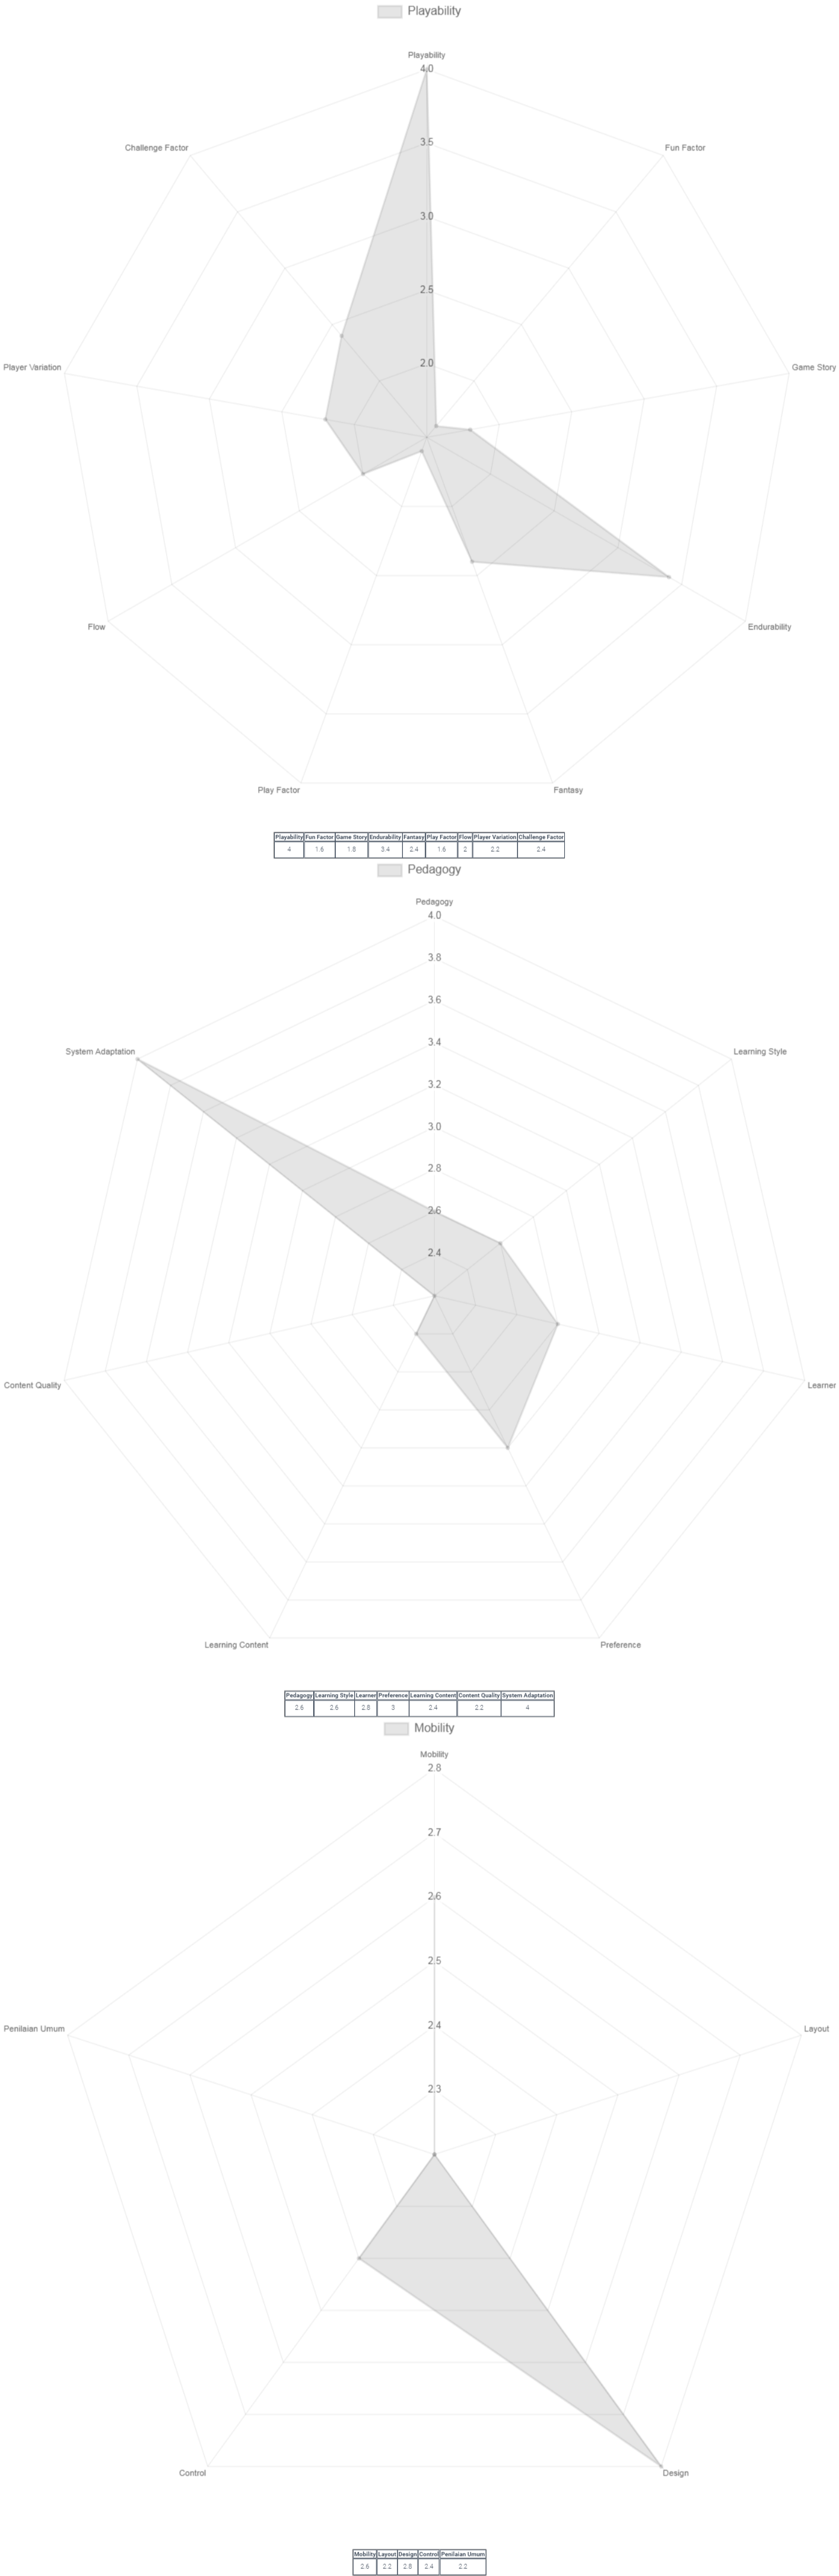 Playability
Playability
4.0
Challenge Factor
3.5
Fun Factor
3.0
2.5
Player Variation
2.0
Game Story
Flow
Endurability
Play Factor
Fantasy
Playability Fun Factor Game Story Endurability Fantasy Play Factor Flow Player Variation Challenge Factor
4 1.6 1.8 3.4 2.4 1.6 2 2.2 2.4
Pedagogy
Pedagogy
4.0
3.8
3.6
System Adaptation
Learning Style
3.4
3.2
3.0
2.8
2.6
2.4
Content Quality
Learner
Learning Content
Preference
Pedagogy Learning Style Learner Preference Learning Content Content Quality System Adaptation
2.6 2.6 2.8 3 2.4 2.2 4
Mobility
Mobility
2.8
2.7
2.6
2.5
Penilaian Umum
Layout
2.4
2.3
Control
Design
Mobility Layout Design Control Penilaian Umum
2.6 2.2 2.8 2.4 2.2